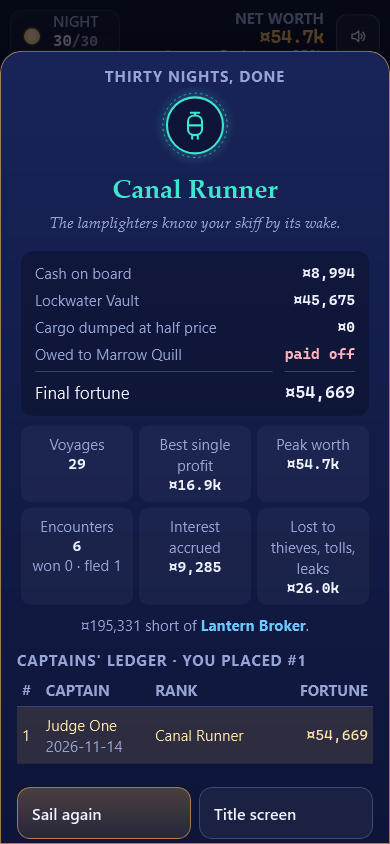 NIGHT
30/30
NET WORTH
¤54.7k
THIRTY NIGHTS, DONE
Canal Runner
The lamplighters know your skiff by its wake.
Cash on board ¤8,994
Lockwater Vault ¤45,675
Cargo dumped at half price ¤0
Owed to Marrow Quill paid off
Final fortune ¤54,669
Voyages
29
Best single
profit
¤16.9k
Peak worth
¤54.7k
Encounters
6
won 0 · fled 1
Interest
accrued
¤9,285
Lost to
thieves, tolls,
leaks
¤26.0k
¤195,331 short of Lantern Broker.
CAPTAINS' LEDGER · YOU PLACED #1
# CAPTAIN RANK FORTUNE
1 Judge One Canal Runner ¤54,669
2026-11-14
Sail again
Title screen